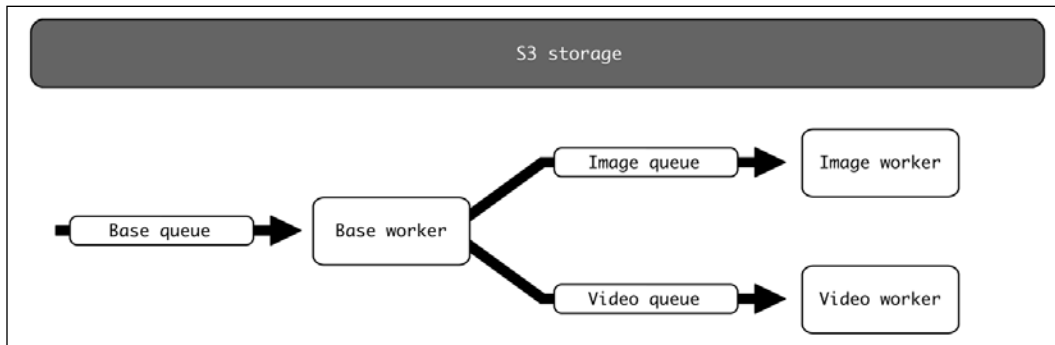 S3 storage
Image queue
Image worker
Base queue
Base worker
Video queue
Video worker